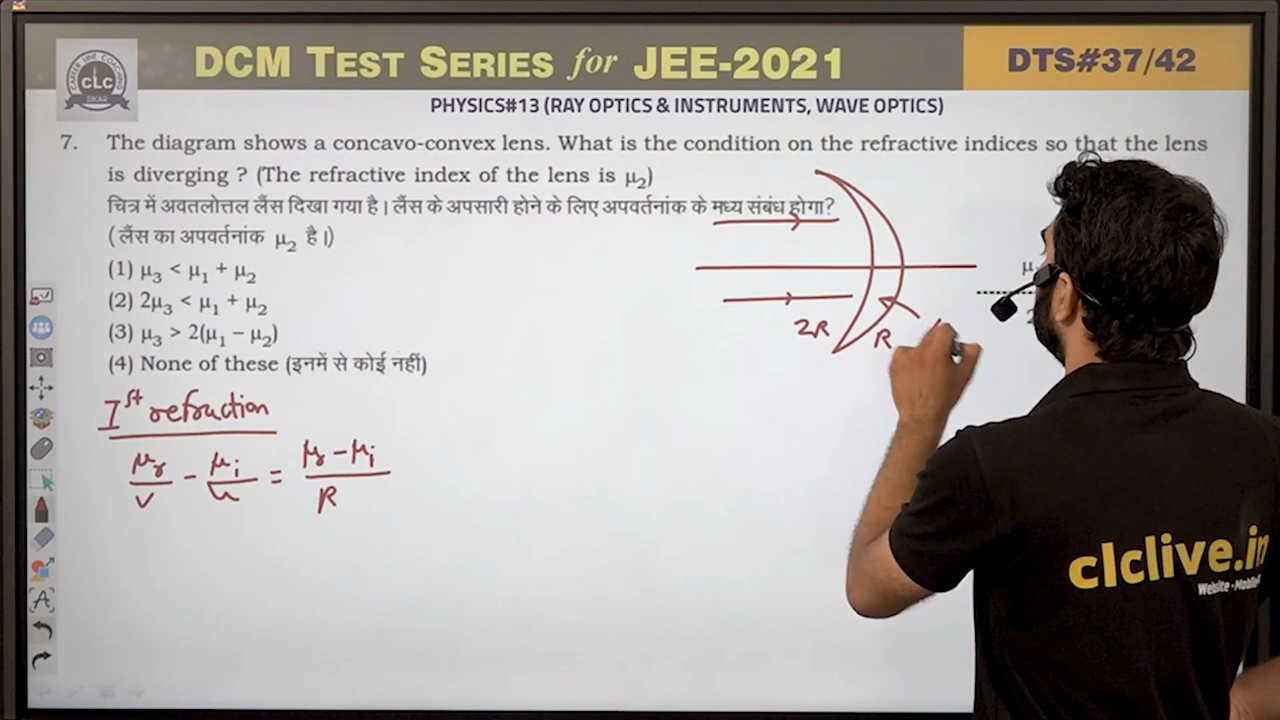 DCM TEST SERIES for JEE-2021
DTS#37/42
CLC
SIKAR
PHYSICS#13 (RAY OPTICS & INSTRUMENTS, WAVE OPTICS)
7. The diagram shows a concavo-convex lens. What is the condition on the refractive indices so that the lens
is diverging ? (The refractive index of the lens is μ₂)
चित्र में अवतलोत्तल लैंस दिखा गया है। लैंस के अपसारी होने के लिए अपवर्तनांक के मध्य संबंध होगा?
(लैंस का अपवर्तनांक μ₂ है।)
(1) μ₃ < μ₁ + μ₂
(2) 2μ₃ < μ₁ + μ₂
(3) μ₃ > 2(μ₁ − μ₂)
(4) None of these (इनमें से कोई नहीं)
2R
R
μ
2
Ist refraction
μr/v - μi/u = μr-μi/R
clclive.in